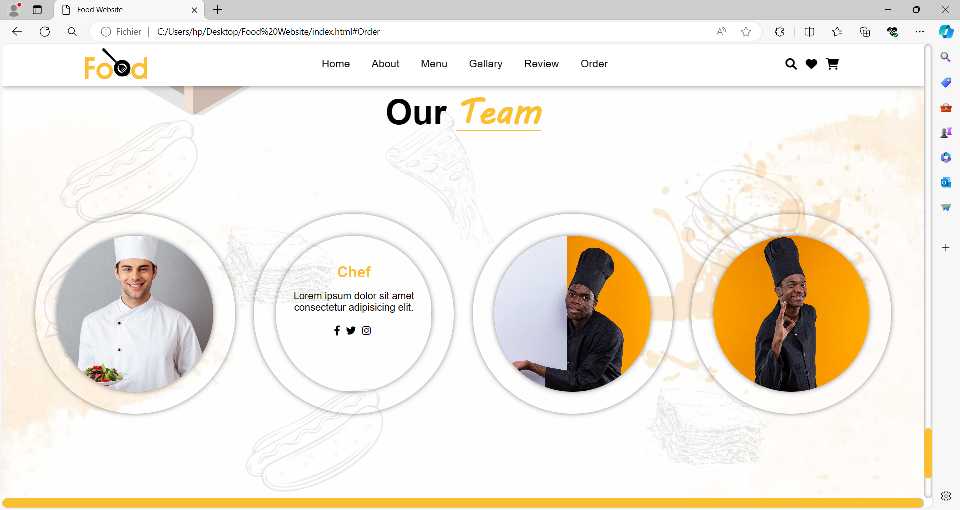 Food Website
Fichier | C:/Users/hp/Desktop/Food%20Website/index.html#Order
Food
Home About Menu Gallary Review Order
Our Team
Chef
Lorem ipsum dolor sit amet
consectetur adipisicing elit.